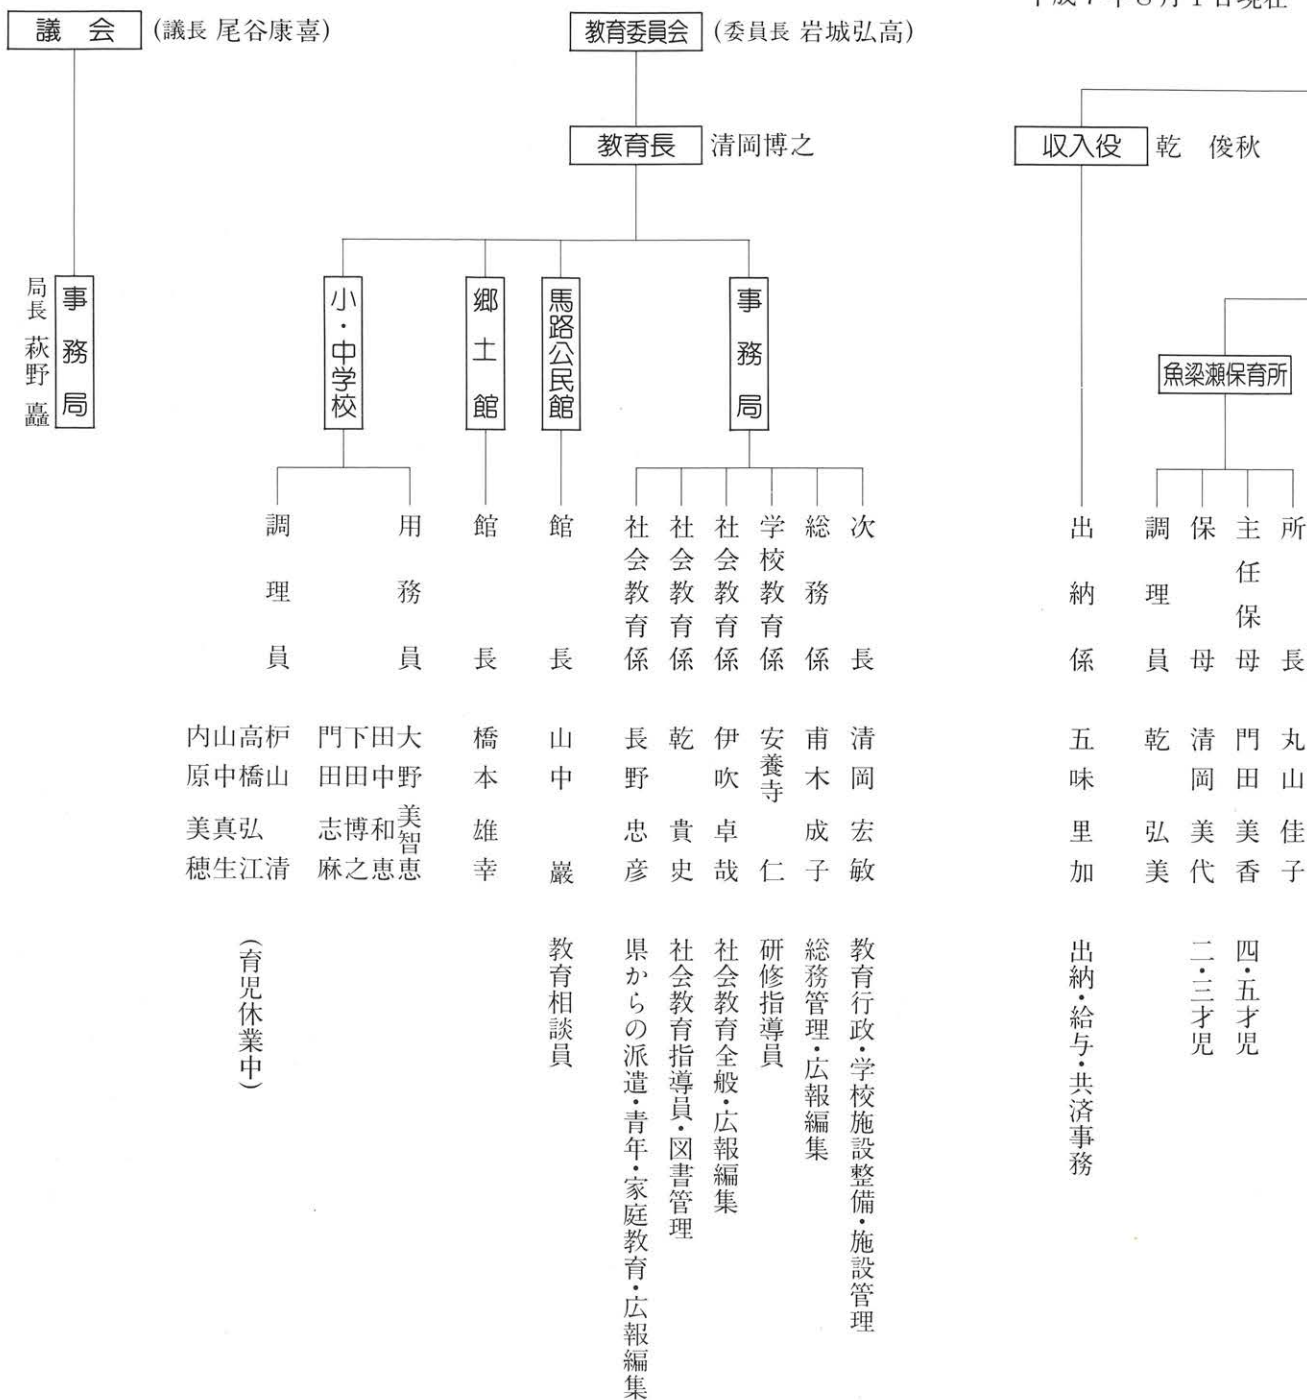 議会 (議長 尾谷康喜)
教育委員会 (委員長 岩城弘高)
教育長 清岡博之
収入役 乾 俊秋
魚梁瀬保育所
所長 丸山佳子
主任保母 門田美香 四・五才児
保母 清岡美代 二・三才児
調理員 乾 弘美
出納係 五味里加 出納・給与・共済事務
事務局
次長 清岡宏敏 教育行政・学校施設整備・施設管理
総務係 甫木成子 総務管理・広報編集
学校教育係 安養寺 仁 研修指導員
社会教育係 伊吹卓哉 社会教育全般・広報編集
社会教育係 乾 貴史 社会教育指導員・図書管理
社会教育係 長野忠彦 県からの派遣・青年・家庭教育・広報編集
馬路公民館
館長 山中 巖 教育相談員
郷土館
館長 橋本雄幸
小・中学校
用務員 大野美智恵
田中和恵
下田博之
門田志麻
調理員 枦山 清
高橋弘江 (育児休業中)
山中真生
内原美穂
事務局
局長 萩野